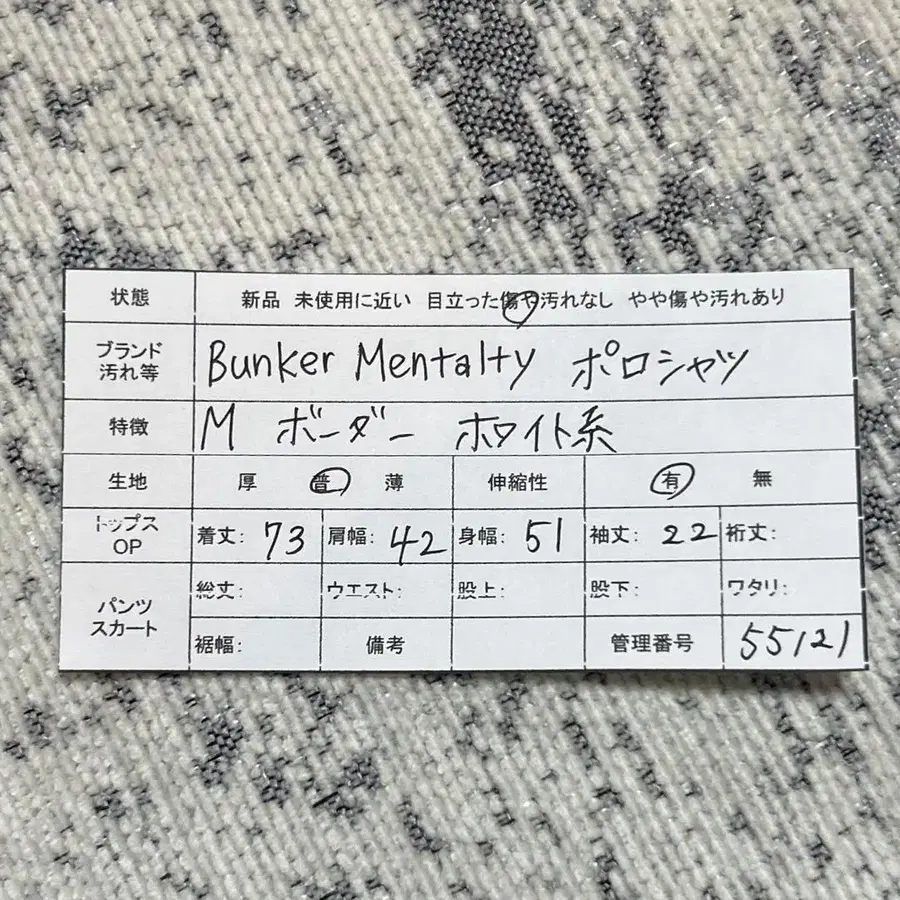 状態 新品 未使用に近い 目立った傷や汚れなし やや傷や汚れあり
ブランド
汚れ等 Bunker Mentalty ポロシャツ
特徴 M ボーダー ホワイト系
生地 厚 普 薄 伸縮性 有 無
トップス
OP 着丈: 73 肩幅: 42 身幅: 51 袖丈: 22 裄丈:
パンツ
スカート 総丈: ウエスト: 股上: 股下: ワタリ:
裾幅: 備考 管理番号 55121